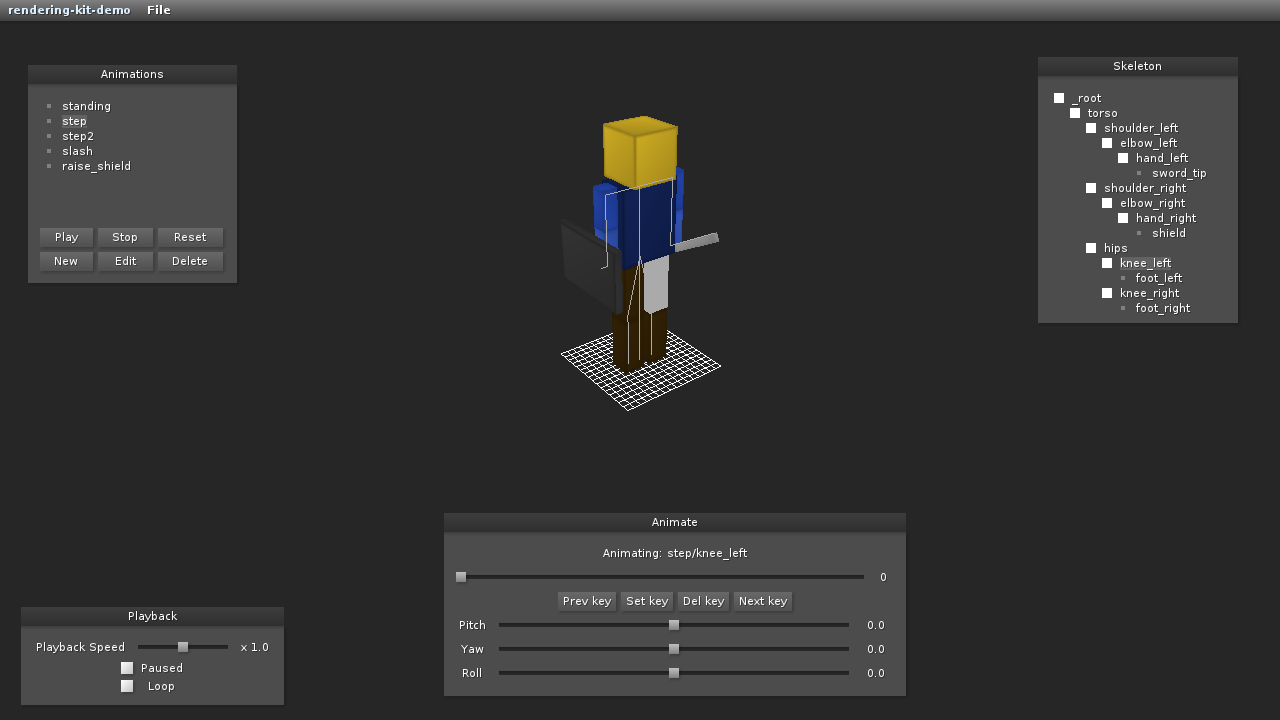 rendering-kit-demo File
Animations
standing
step
step2
slash
raise_shield
Play Stop Reset
New Edit Delete
Skeleton
_root
torso
shoulder_left
elbow_left
hand_left
sword_tip
shoulder_right
elbow_right
hand_right
shield
hips
knee_left
foot_left
knee_right
foot_right
Animate
Animating: step/knee_left
0
Prev key Set key Del key Next key
Pitch 0.0
Yaw 0.0
Roll 0.0
Playback
Playback Speed x 1.0
Paused
Loop